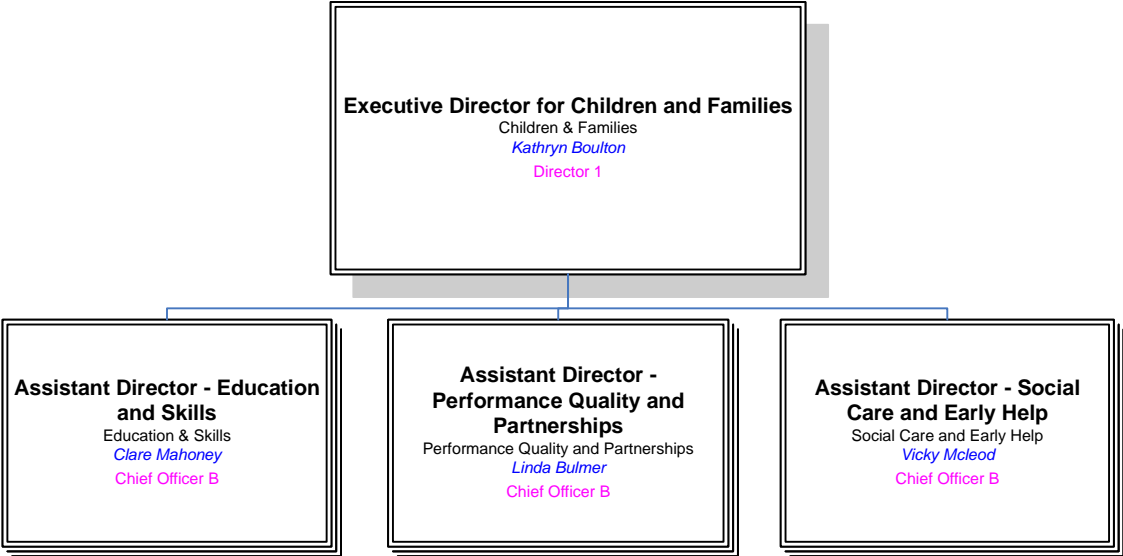 Executive Director for Children and Families
Children & Families
Kathryn Boulton
Director 1
Assistant Director - Education
and Skills
Education & Skills
Clare Mahoney
Chief Officer B
Assistant Director -
Performance Quality and
Partnerships
Performance Quality and Partnerships
Linda Bulmer
Chief Officer B
Assistant Director - Social
Care and Early Help
Social Care and Early Help
Vicky Mcleod
Chief Officer B